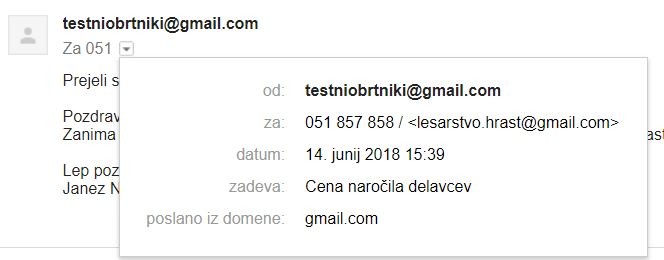 testniobrtniki@gmail.com
Za 051
Prejeli s
od: testniobrtniki@gmail.com
za: 051 857 858 / <lesarstvo.hrast@gmail.com>
datum: 14. junij 2018 15:39
zadeva: Cena naročila delavcev
poslano iz domene: gmail.com
Pozdrav
Zanima
Lep poz
Janez N